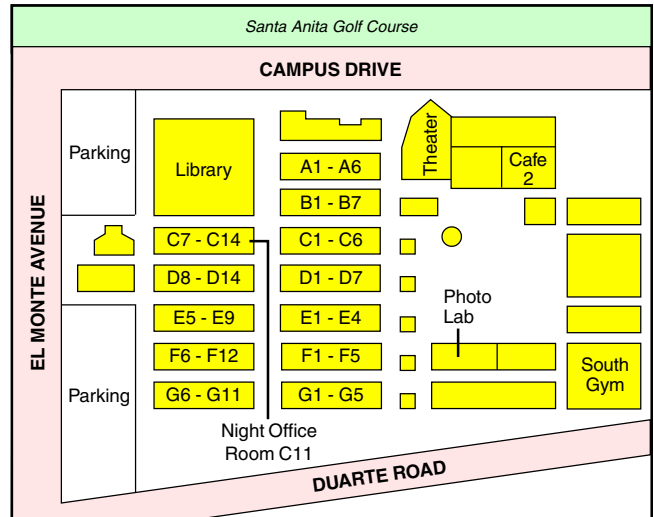 Santa Anita Golf Course
CAMPUS DRIVE
EL MONTE AVENUE
Parking
Library
A1 - A6
Theater
Cafe
2
B1 - B7
C7 - C14
C1 - C6
D8 - D14
D1 - D7
Photo
Lab
E5 - E9
E1 - E4
F6 - F12
F1 - F5
South
Gym
Parking
G6 - G11
G1 - G5
Night Office
Room C11
DUARTE ROAD